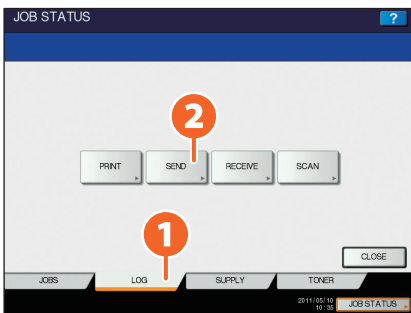 JOB STATUS ?
2
PRINT SEND RECEIVE SCAN
1
CLOSE
JOBS LOG SUPPLY TONER
2011/05/10
10:35 JOB STATUS